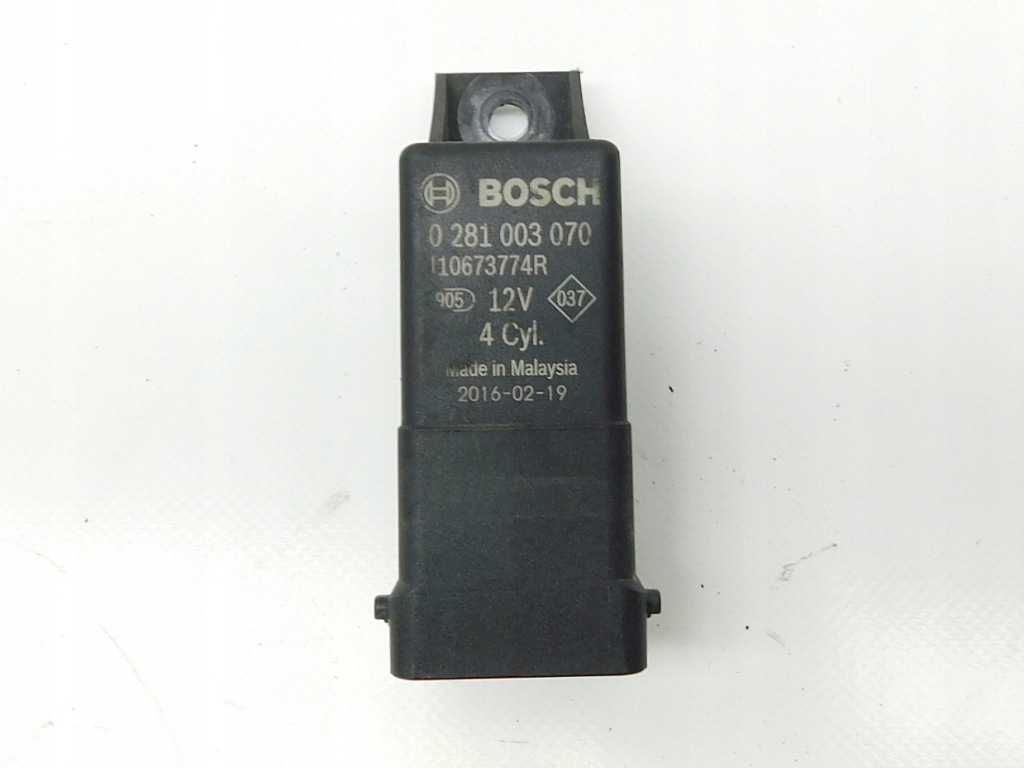 BOSCH
0 281 003 070
110673774R
905 12V 037
4 Cyl.
Made in Malaysia
2016-02-19